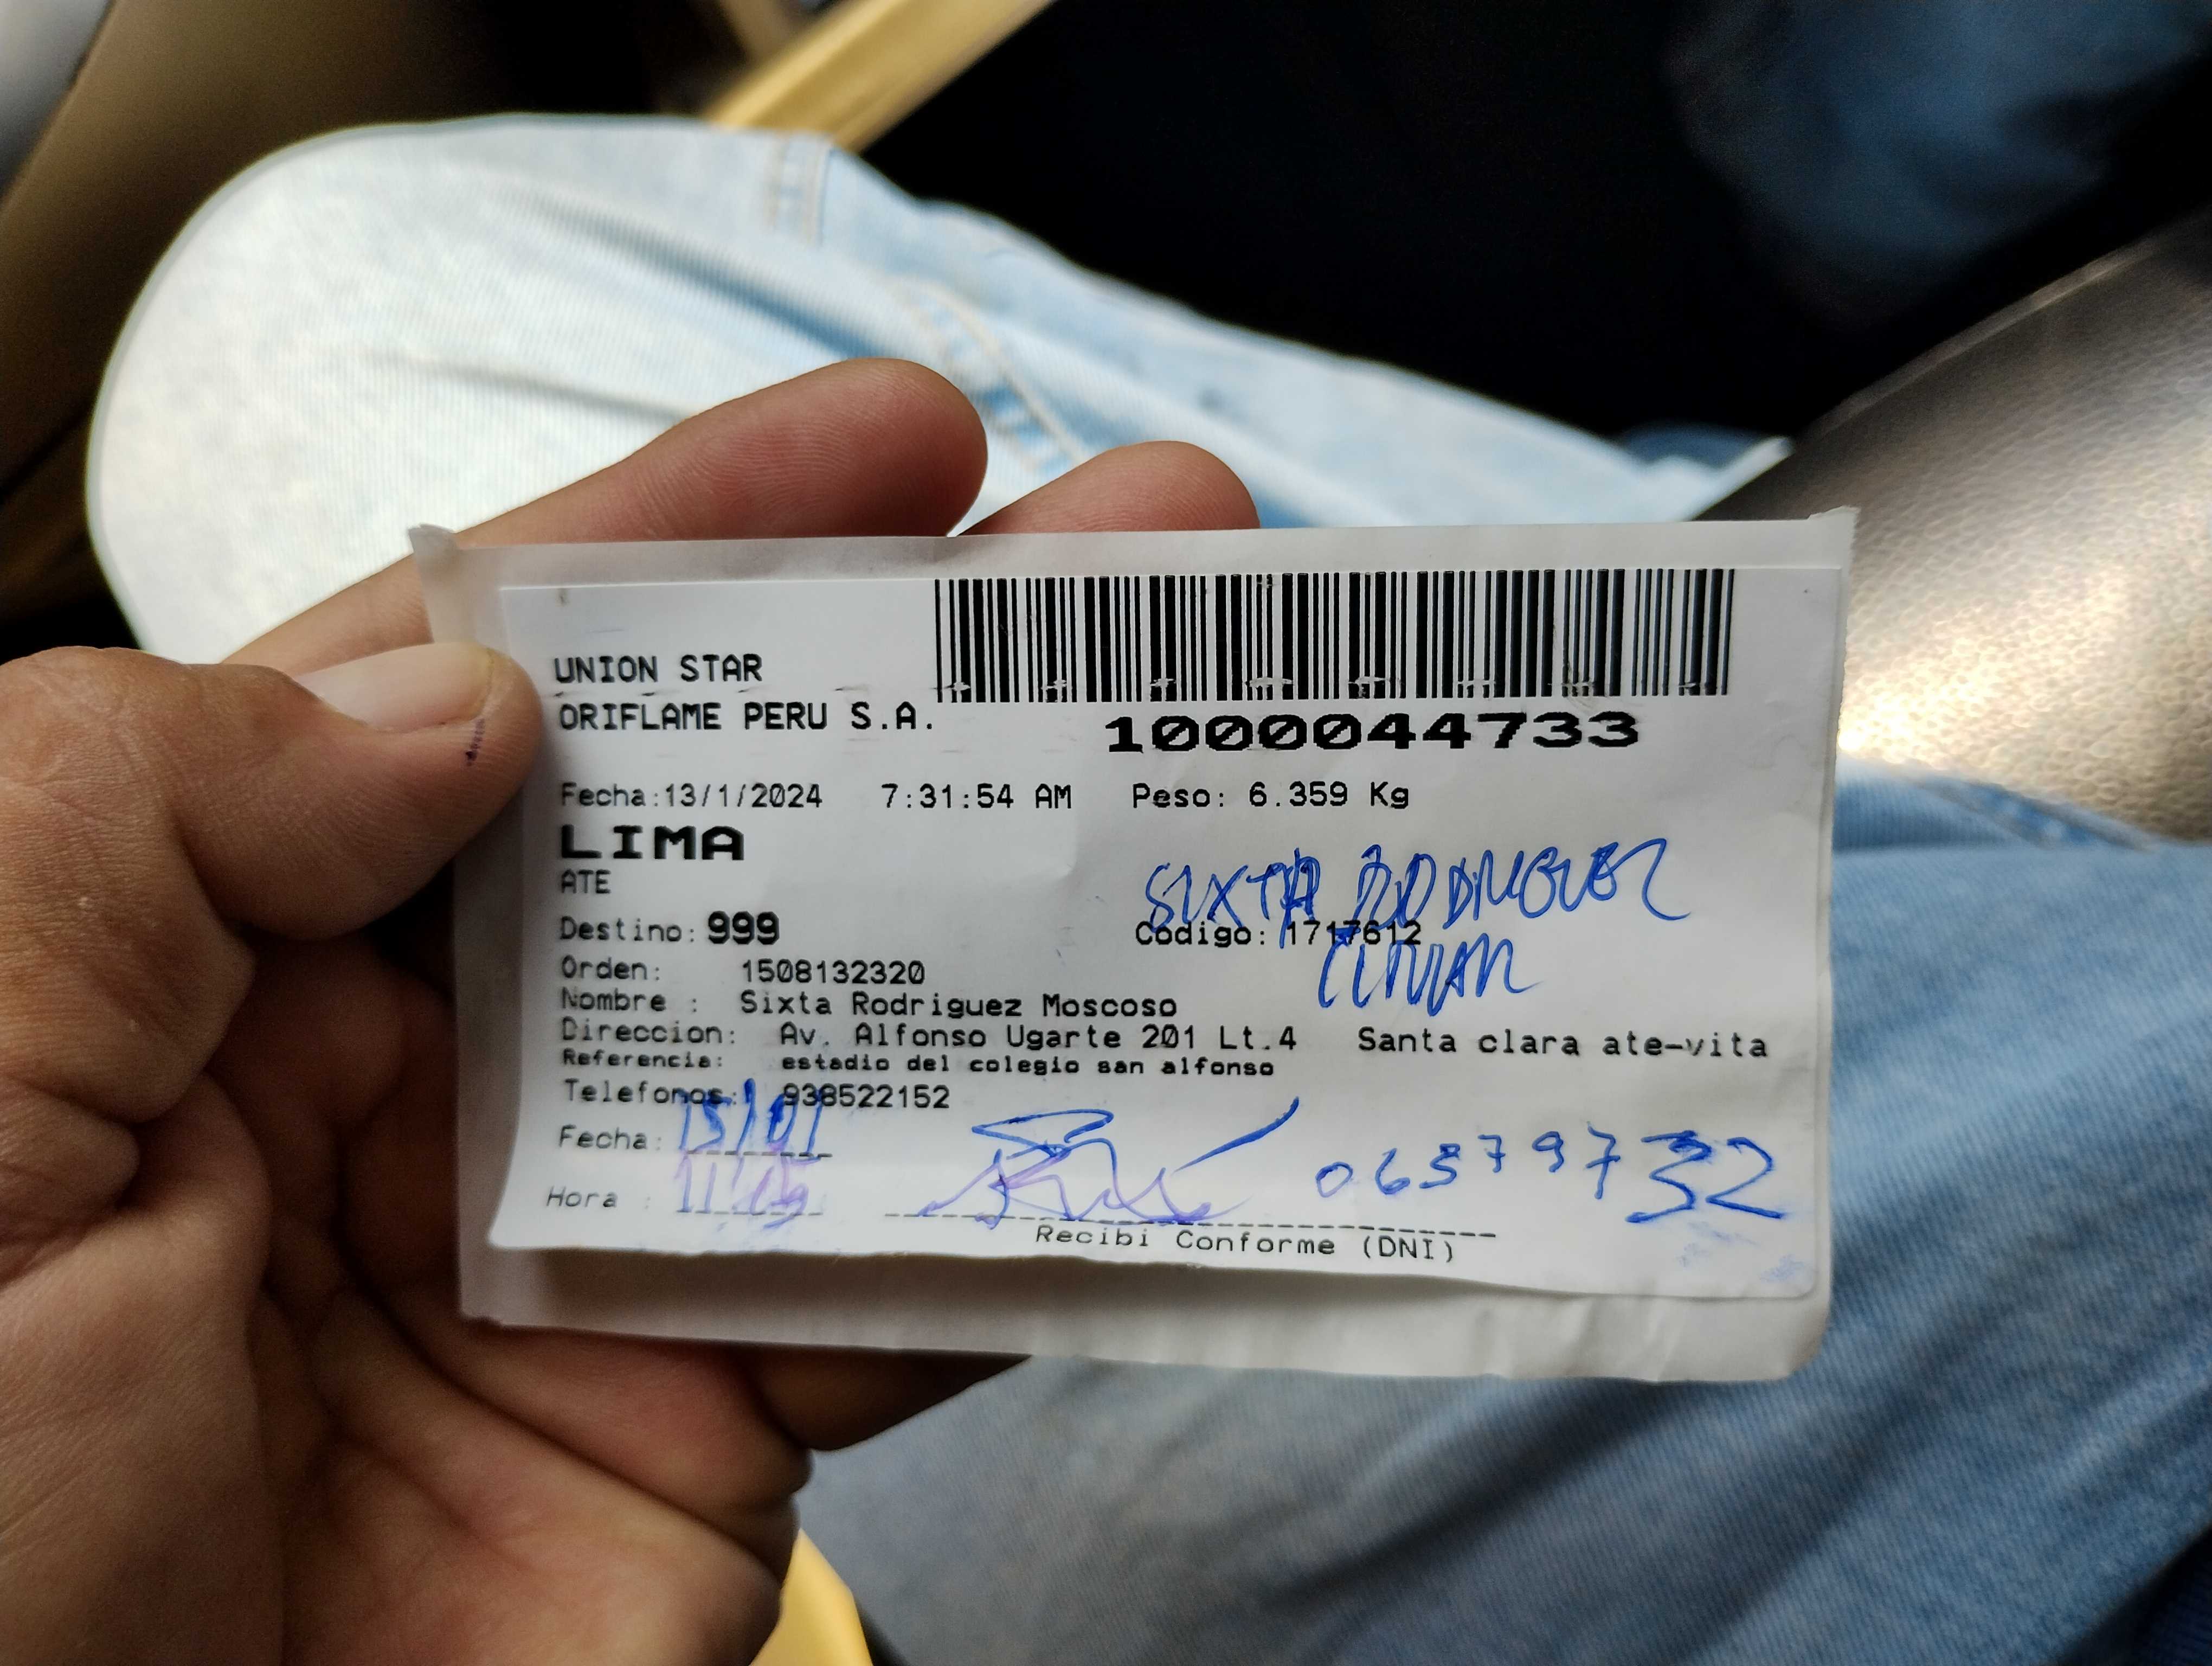 UNION STAR
ORIFLAME PERU S.A.
1000044733
Fecha:13/1/2024 7:31:54 AM Peso: 6.359 Kg
LIMA
ATE
SIXTA RODRIGUEZ
Destino: 999 Codigo: 1717612
Orden: 1508132320
Nombre : Sixta Rodriguez Moscoso
Direccion: Av. Alfonso Ugarte 201 Lt.4 Santa clara ate-vita
Referencia: estadio del colegio san alfonso
Telefonos: 938522152
Fecha: 15/01
Hora : 11:05
Recibi Conforme (DNI)